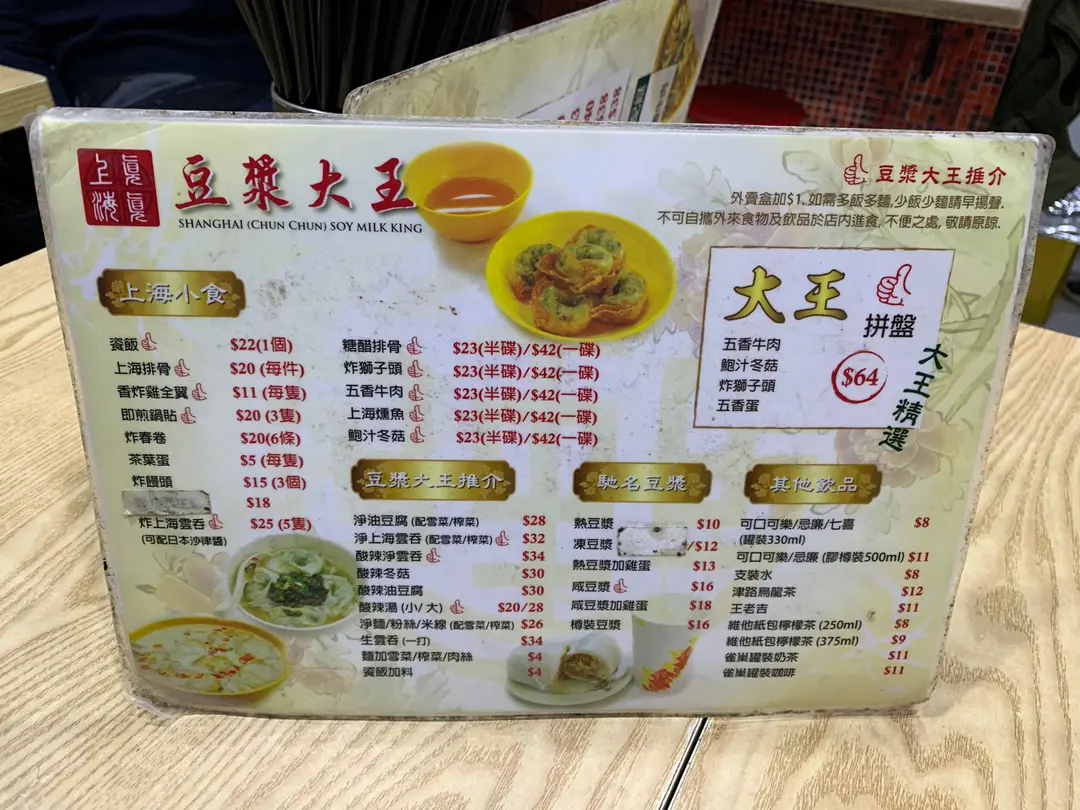 上海眞眞
豆漿大王
SHANGHAI (CHUN CHUN) SOY MILK KING
豆漿大王推介
外賣盒加$1. 如需多飯多麵,少飯少麵請早揚聲.
不可自攜外來食物及飲品於店内進食, 不便之處, 敬請原諒.
上海小食
瓷飯 $22(1個)
上海排骨 $20 (每件)
香炸雞全翼 $11 (每隻)
即煎鍋貼 $20 (3隻)
炸春卷 $20(6條)
茶葉蛋 $5 (每隻)
炸饅頭 $15 (3個)
$18
炸上海雲吞 $25 (5隻)
(可配日本沙律醬)
糖醋排骨 $23(半碟)/$42(一碟)
炸獅子頭 $23(半碟)/$42(一碟)
五香牛肉 $23(半碟)/$42(一碟)
上海燻魚 $23(半碟)/$42(一碟)
鮑汁冬菇 $23(半碟)/$42(一碟)
大王
拼盤
五香牛肉
鮑汁冬菇
炸獅子頭
五香蛋
$64
大王精選
豆漿大王推介
淨油豆腐 (配雪菜/榨菜) $28
淨上海雲吞 (配雪菜/榨菜) $32
酸辣淨雲吞 $34
酸辣冬菇 $30
酸辣油豆腐 $30
酸辣湯 (小/ 大) $20/28
淨麵/粉絲/米線 (配雪菜/榨菜) $26
生雲吞 (一打) $34
麵加雪菜/榨菜/肉絲 $4
瓷飯加料 $4
馳名豆漿
熱豆漿 $10
凍豆漿 /$12
熱豆漿加雞蛋 $13
咸豆漿 $16
咸豆漿加雞蛋 $18
樽裝豆漿 $16
其他飲品
可口可樂/忌廉/七喜 $8
(罐裝330ml)
可口可樂/忌廉 (膠樽裝500ml) $11
支裝水 $8
津路烏龍茶 $12
王老吉 $11
維他紙包檸檬茶 (250ml) $8
維他紙包檸檬茶 (375ml) $9
雀巢罐裝奶茶 $11
雀巢罐裝咖啡 $11